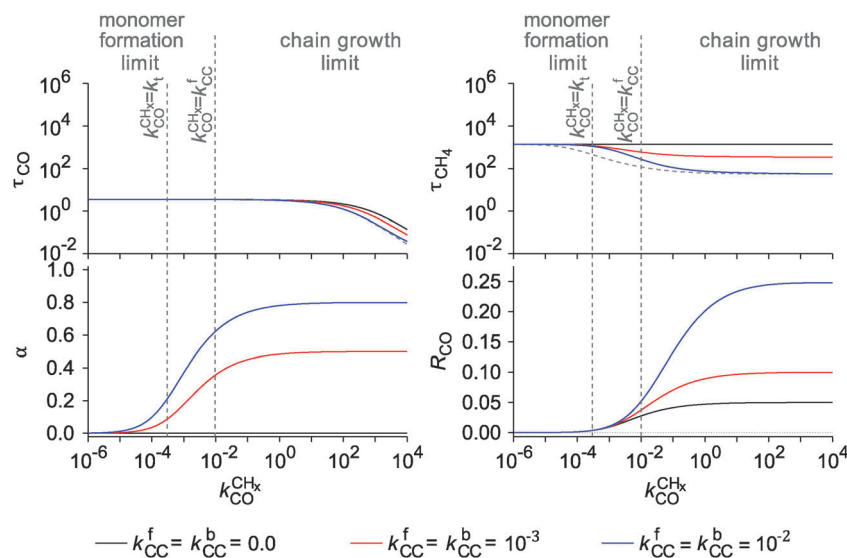 monomer
formation
limit
chain growth
limit
monomer
formation
limit
chain growth
limit
k_CO^CHx=k_t
k_CO^CHx=k_CC^f
k_CO^CHx=k_t
k_CO^CHx=k_CC^f
τ_CO
10^6
10^4
10^2
10^0
10^-2
τ_CH4
10^6
10^4
10^2
10^0
10^-2
α
1.0
0.8
0.6
0.4
0.2
0.0
R_CO
0.25
0.20
0.15
0.10
0.05
0.00
10^-6 10^-4 10^-2 10^0 10^2 10^4
k_CO^CHx
10^-6 10^-4 10^-2 10^0 10^2 10^4
k_CO^CHx
k_CC^f = k_CC^b = 0.0 k_CC^f = k_CC^b = 10^-3 k_CC^f = k_CC^b = 10^-2